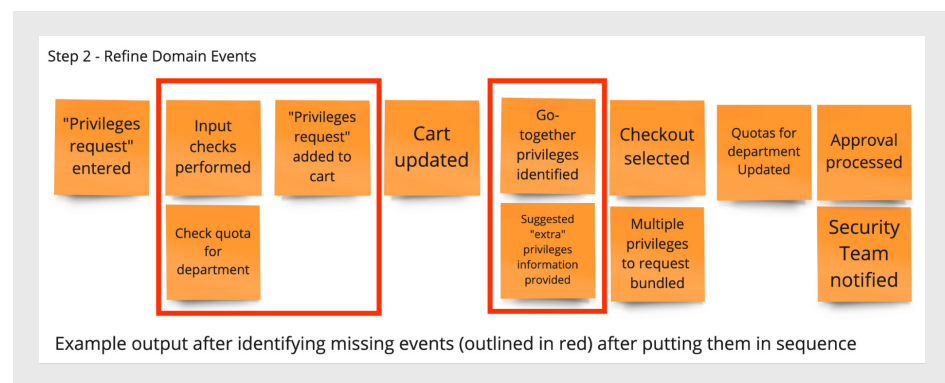 Step 2 - Refine Domain Events
"Privileges
request"
entered
Input
checks
performed
"Privileges
request"
added to
cart
Cart
updated
Go-
together
privileges
identified
Checkout
selected
Quotas for
department
Updated
Approval
processed
Check quota
for
department
Suggested
"extra"
privileges
information
provided
Multiple
privileges
to request
bundled
Security
Team
notified
Example output after identifying missing events (outlined in red) after putting them in sequence